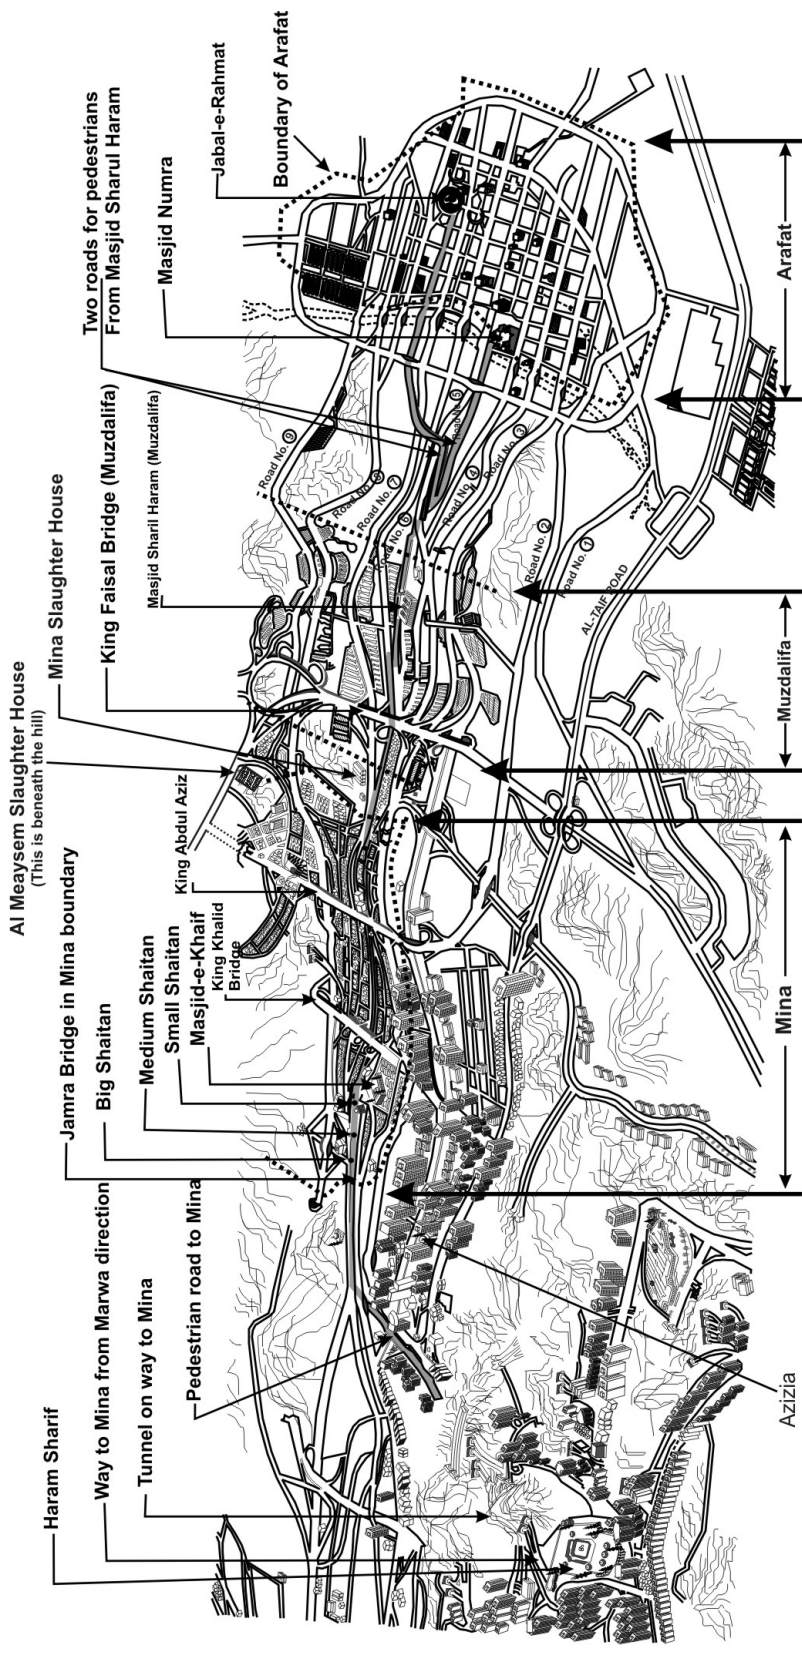 Haram Sharif
Way to Mina from Marwa direction
Tunnel on way to Mina
Pedestrian road to Mina
Jamra Bridge in Mina boundary
Big Shaitan
Medium Shaitan
Small Shaitan
Masjid-e-Khaif
King Khalid
Bridge
King Abdul Aziz
Al Meaysem Slaughter House
(This is beneath the hill)
Mina Slaughter House
King Faisal Bridge (Muzdalifa)
Masjid Sharil Haram (Muzdalifa)
Two roads for pedestrians
From Masjid Sharul Haram
Masjid Numra
Jabal-e-Rahmat
Boundary of Arafat
Road No. 9
Road No. 8
Road No. 7
Road No. 6
Road No. 5
Road No. 4
Road No. 3
Road No. 2
Road No. 1
AL-TAIF ROAD
Azizia
Mina
Muzdalifa
Arafat